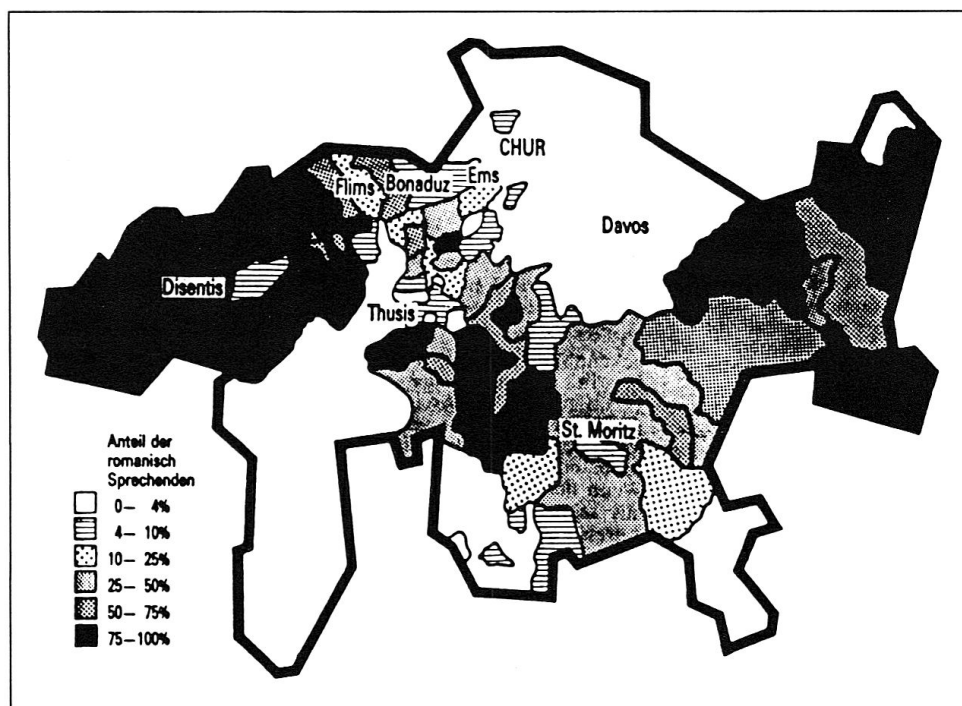 CHUR
Flims
Bonaduz
Ems
Davos
Disentis
Thusis
St. Moritz
Anteil der
romanisch
Sprechenden
0 – 4%
4 – 10%
10 – 25%
25 – 50%
50 – 75%
75 – 100%